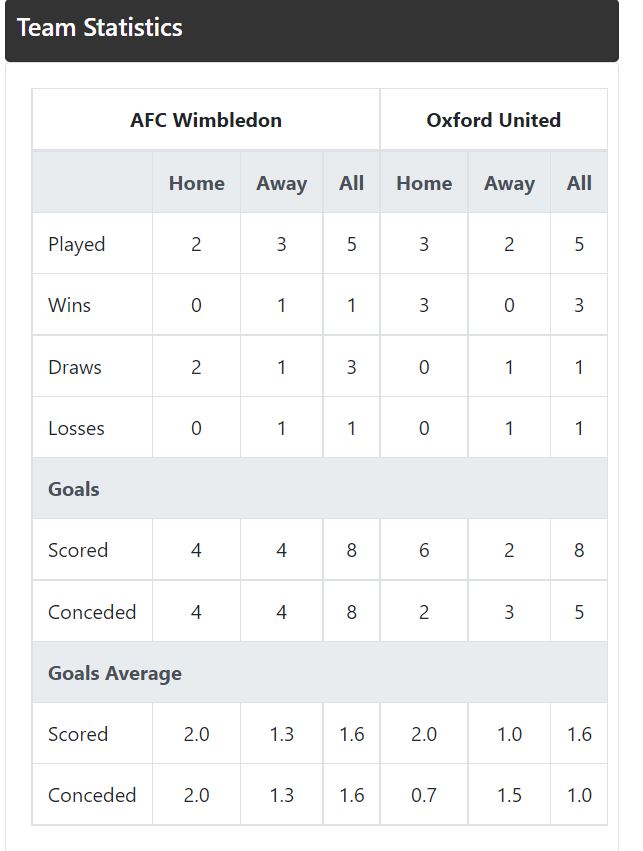 Team Statistics
AFC Wimbledon Oxford United
Home Away All Home Away All
Played 2 3 5 3 2 5
Wins 0 1 1 3 0 3
Draws 2 1 3 0 1 1
Losses 0 1 1 0 1 1
Goals
Scored 4 4 8 6 2 8
Conceded 4 4 8 2 3 5
Goals Average
Scored 2.0 1.3 1.6 2.0 1.0 1.6
Conceded 2.0 1.3 1.6 0.7 1.5 1.0